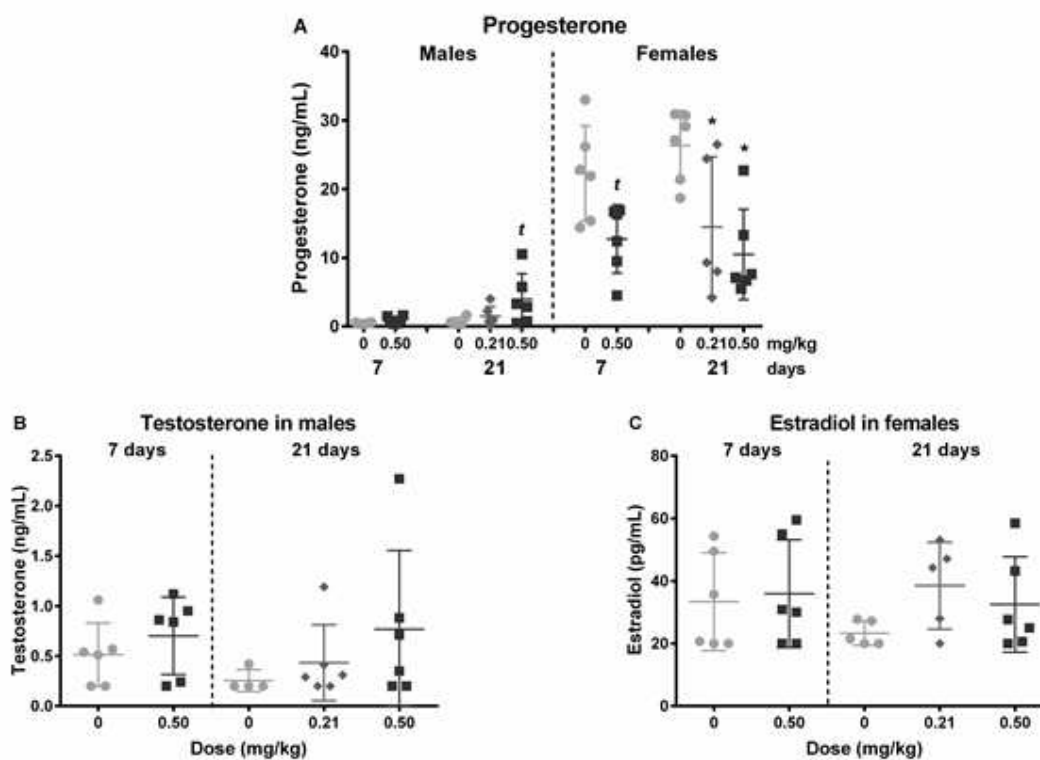 A Progesterone
Males Females
Progesterone (ng/mL)
40
30
20
10
0
t
t
*
*
0 0.50 0 0.21 0.50 0 0.50 0 0.21 0.50 mg/kg
7 21 7 21 days
B Testosterone in males
7 days 21 days
Testosterone (ng/mL)
2.5
2.0
1.5
1.0
0.5
0.0
0 0.50 0 0.21 0.50
Dose (mg/kg)
C Estradiol in females
7 days 21 days
Estradiol (pg/mL)
80
60
40
20
0
0 0.50 0 0.21 0.50
Dose (mg/kg)